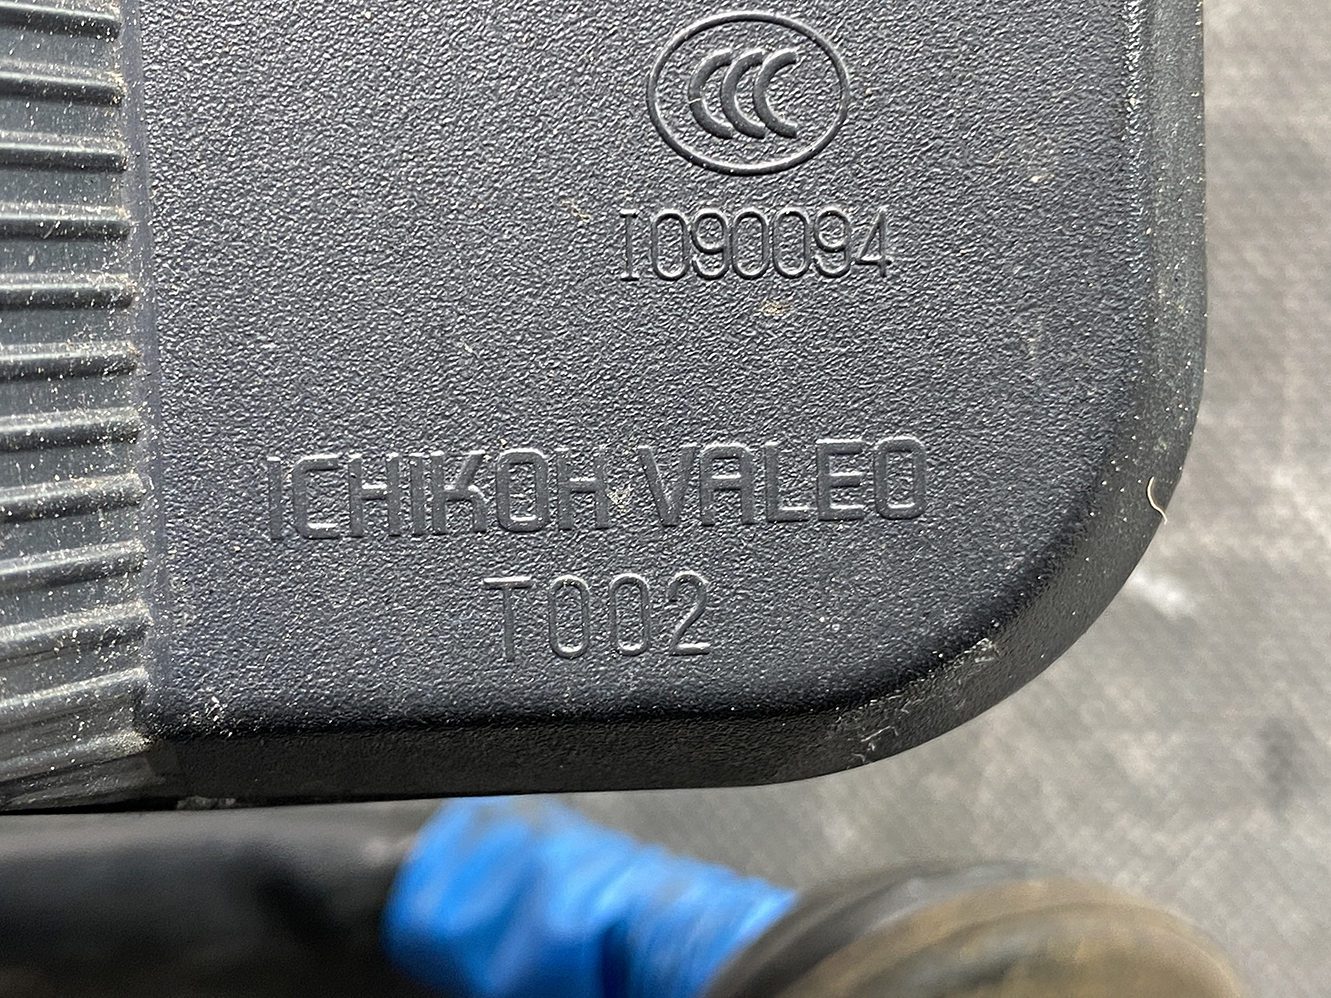 CCC
I090094
ICHIKOH VALEO
T002